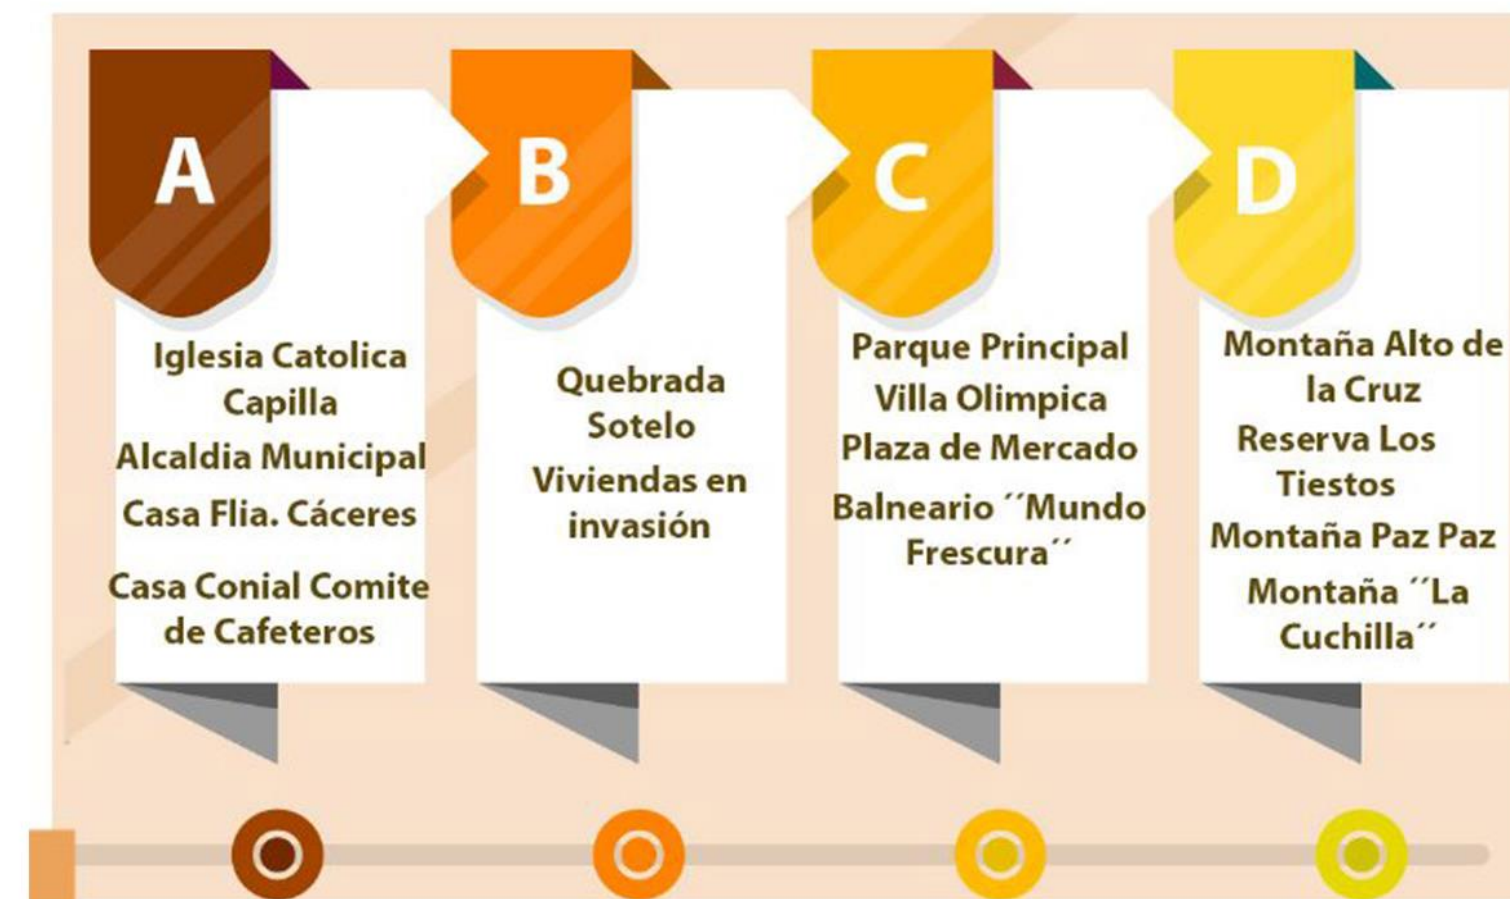 A
Iglesia Catolica
Capilla
Alcaldia Municipal
Casa Flia. Cáceres
Casa Conial Comite
de Cafeteros
B
Quebrada
Sotelo
Viviendas en
invasión
C
Parque Principal
Villa Olimpica
Plaza de Mercado
Balneario ´´Mundo
Frescura´´
D
Montaña Alto de
la Cruz
Reserva Los
Tiestos
Montaña Paz Paz
Montaña ´´La
Cuchilla´´